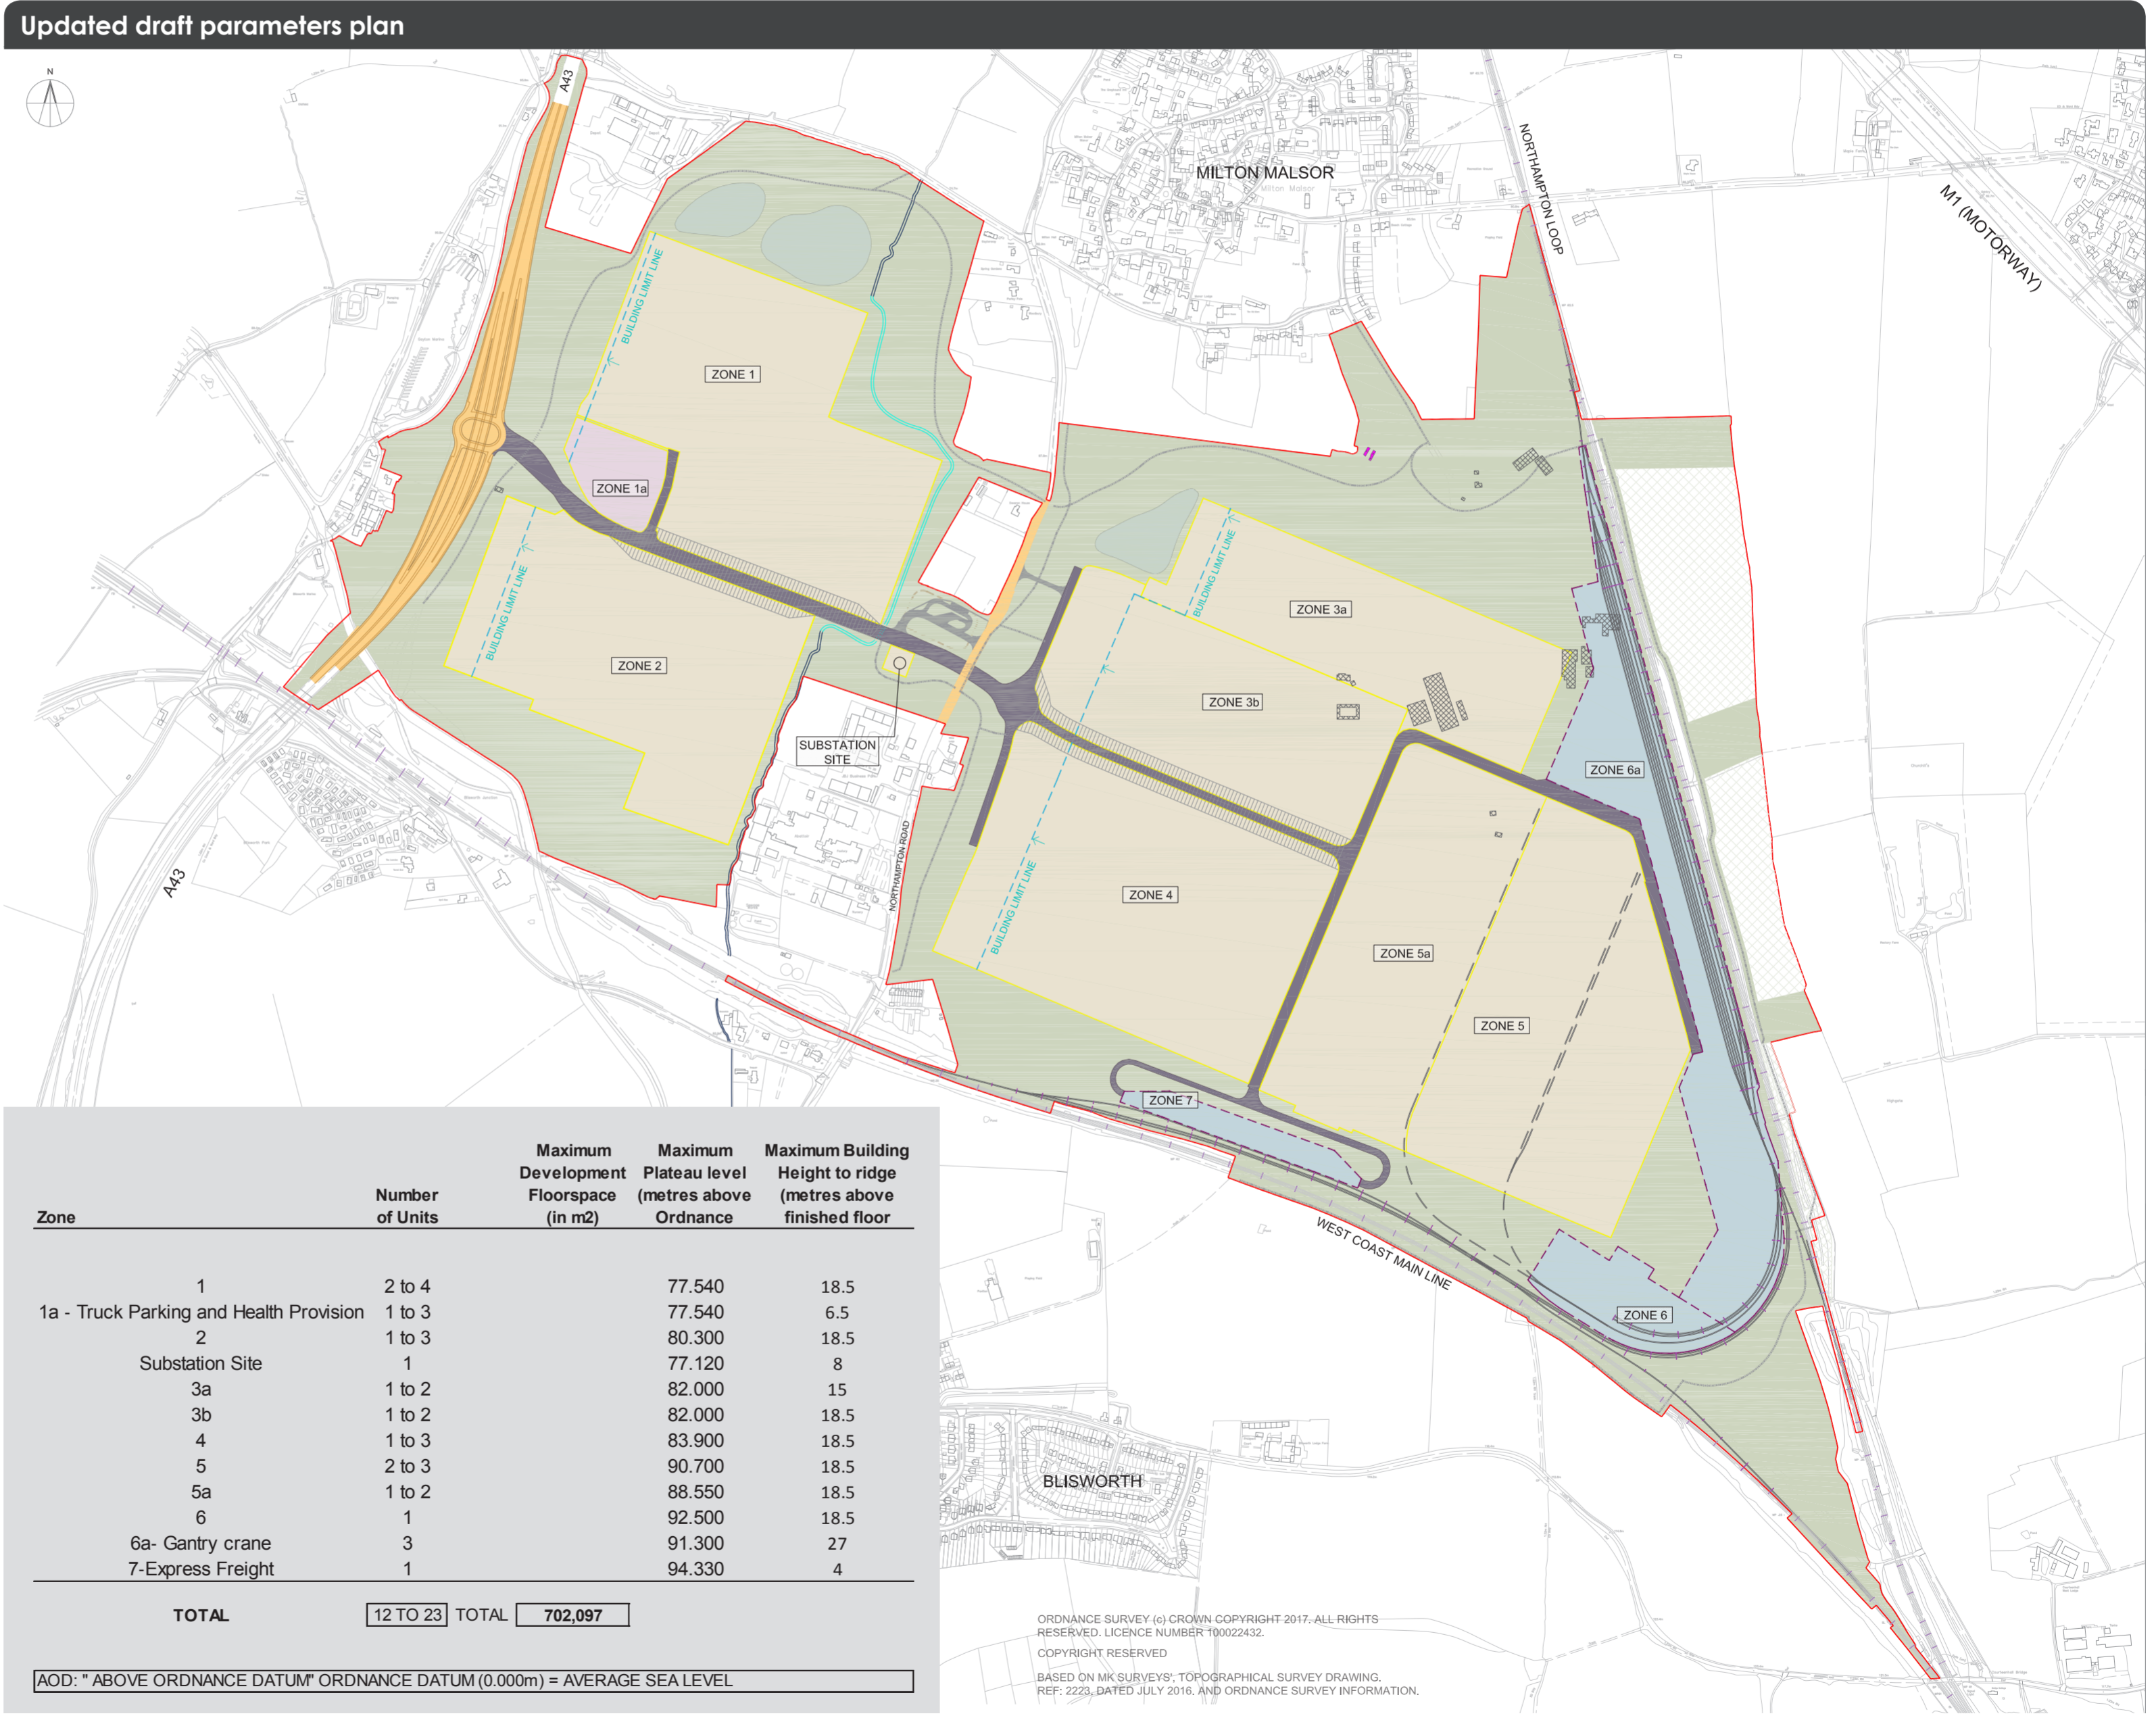 Updated draft parameters plan
N
A43
MILTON MALSOR
Milton Malsor
NORTHAMPTON LOOP
M1 (MOTORWAY)
BUILDING LIMIT LINE
ZONE 1
ZONE 1a
BUILDING LIMIT LINE
ZONE 2
SUBSTATION
SITE
NORTHAMPTON ROAD
BUILDING LIMIT LINE
ZONE 3a
ZONE 3b
ZONE 6a
BUILDING LIMIT LINE
ZONE 4
ZONE 5a
ZONE 5
ZONE 7
ZONE 6
A43
WEST COAST MAIN LINE
BLISWORTH
Zone
Number
of Units
Maximum
Development
Floorspace
(in m2)
Maximum
Plateau level
(metres above
Ordnance
Maximum Building
Height to ridge
(metres above
finished floor
1 2 to 4 77.540 18.5
1a - Truck Parking and Health Provision 1 to 3 77.540 6.5
2 1 to 3 80.300 18.5
Substation Site 1 77.120 8
3a 1 to 2 82.000 15
3b 1 to 2 82.000 18.5
4 1 to 3 83.900 18.5
5 2 to 3 90.700 18.5
5a 1 to 2 88.550 18.5
6 1 92.500 18.5
6a- Gantry crane 3 91.300 27
7-Express Freight 1 94.330 4
TOTAL 12 TO 23 TOTAL 702,097
AOD: " ABOVE ORDNANCE DATUM" ORDNANCE DATUM (0.000m) = AVERAGE SEA LEVEL
ORDNANCE SURVEY (c) CROWN COPYRIGHT 2017. ALL RIGHTS
RESERVED. LICENCE NUMBER 100022432.
COPYRIGHT RESERVED
BASED ON MK SURVEYS', TOPOGRAPHICAL SURVEY DRAWING.
REF: 2223, DATED JULY 2016. AND ORDNANCE SURVEY INFORMATION.